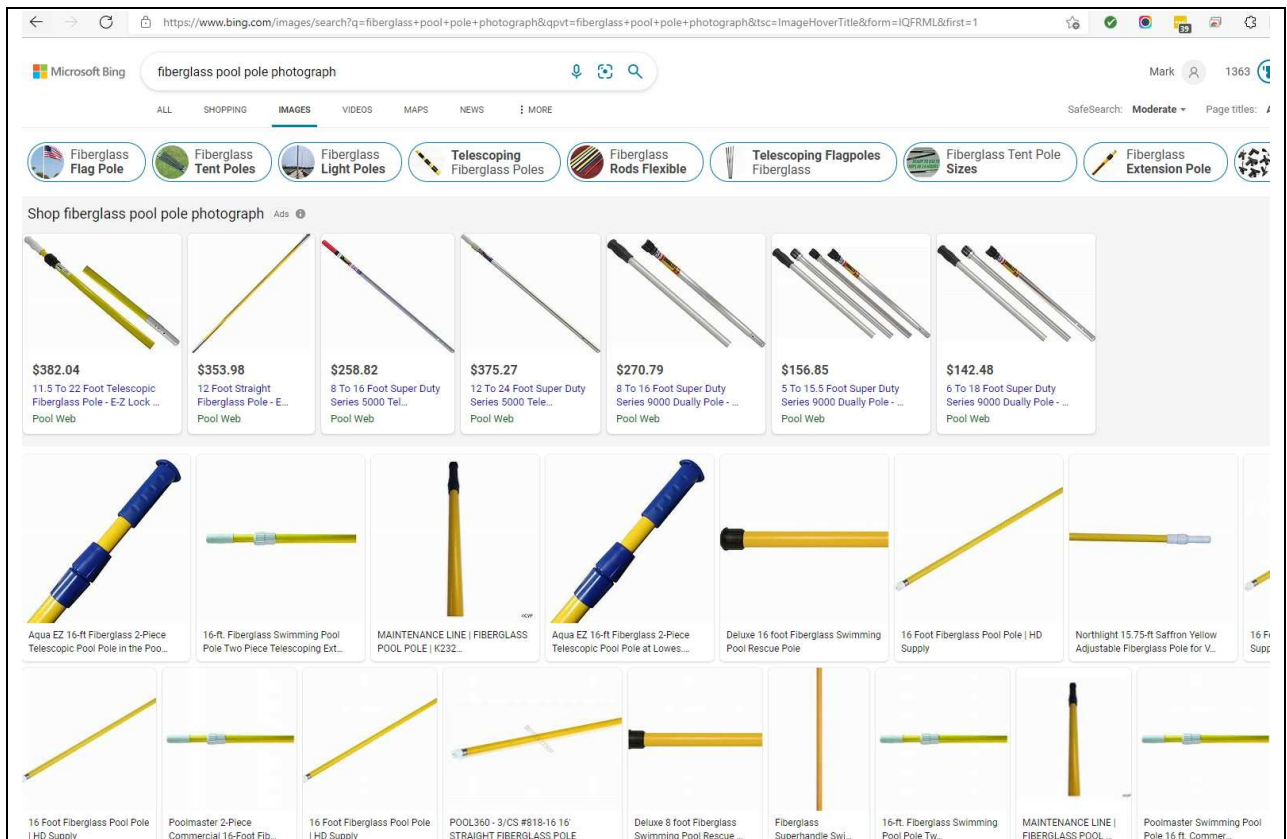 https://www.bing.com/images/search?q=fiberglass+pool+pole+photograph&qpvt=fiberglass+pool+pole+photograph&tsc=ImageHoverTitle&form=IQFRML&first=1
39
Microsoft Bing
fiberglass pool pole photograph
Mark
1363
ALL SHOPPING IMAGES VIDEOS MAPS NEWS MORE
SafeSearch: Moderate
Page titles:
Fiberglass
Flag Pole
Fiberglass
Tent Poles
Fiberglass
Light Poles
Telescoping
Fiberglass Poles
Fiberglass
Rods Flexible
Telescoping Flagpoles
Fiberglass
Fiberglass Tent Pole
Sizes
Fiberglass
Extension Pole
Shop fiberglass pool pole photograph Ads
$382.04
11.5 To 22 Foot Telescopic
Fiberglass Pole - E-Z Lock ...
Pool Web
$353.98
12 Foot Straight
Fiberglass Pole - E...
Pool Web
$258.82
8 To 16 Foot Super Duty
Series 5000 Tel...
Pool Web
$375.27
12 To 24 Foot Super Duty
Series 5000 Tele...
Pool Web
$270.79
8 To 16 Foot Super Duty
Series 9000 Dually Pole - ...
Pool Web
$156.85
5 To 15.5 Foot Super Duty
Series 9000 Dually Pole - ...
Pool Web
$142.48
6 To 18 Foot Super Duty
Series 9000 Dually Pole - ...
Pool Web
Aqua EZ 16-ft Fiberglass 2-Piece
Telescopic Pool Pole in the Poo...
16-ft. Fiberglass Swimming Pool
Pole Two Piece Telescoping Ext...
MAINTENANCE LINE | FIBERGLASS
POOL POLE | K232...
Aqua EZ 16-ft Fiberglass 2-Piece
Telescopic Pool Pole at Lowes....
Deluxe 16 foot Fiberglass Swimming
Pool Rescue Pole
16 Foot Fiberglass Pool Pole | HD
Supply
Northlight 15.75-ft Saffron Yellow
Adjustable Fiberglass Pole for V...
16 F
Supp
16 Foot Fiberglass Pool Pole
| HD Supply
Poolmaster 2-Piece
Commercial 16-Foot Fib...
16 Foot Fiberglass Pool Pole
| HD Supply
POOL360 - 3/CS #818-16 16'
STRAIGHT FIBERGLASS POLE
Deluxe 8 foot Fiberglass
Swimming Pool Rescue ...
Fiberglass
Superhandle Swi...
16-ft. Fiberglass Swimming
Pool Pole Tw...
MAINTENANCE LINE |
FIBERGLASS POOL ...
Poolmaster Swimming Pool
Pole 16 ft. Commer...